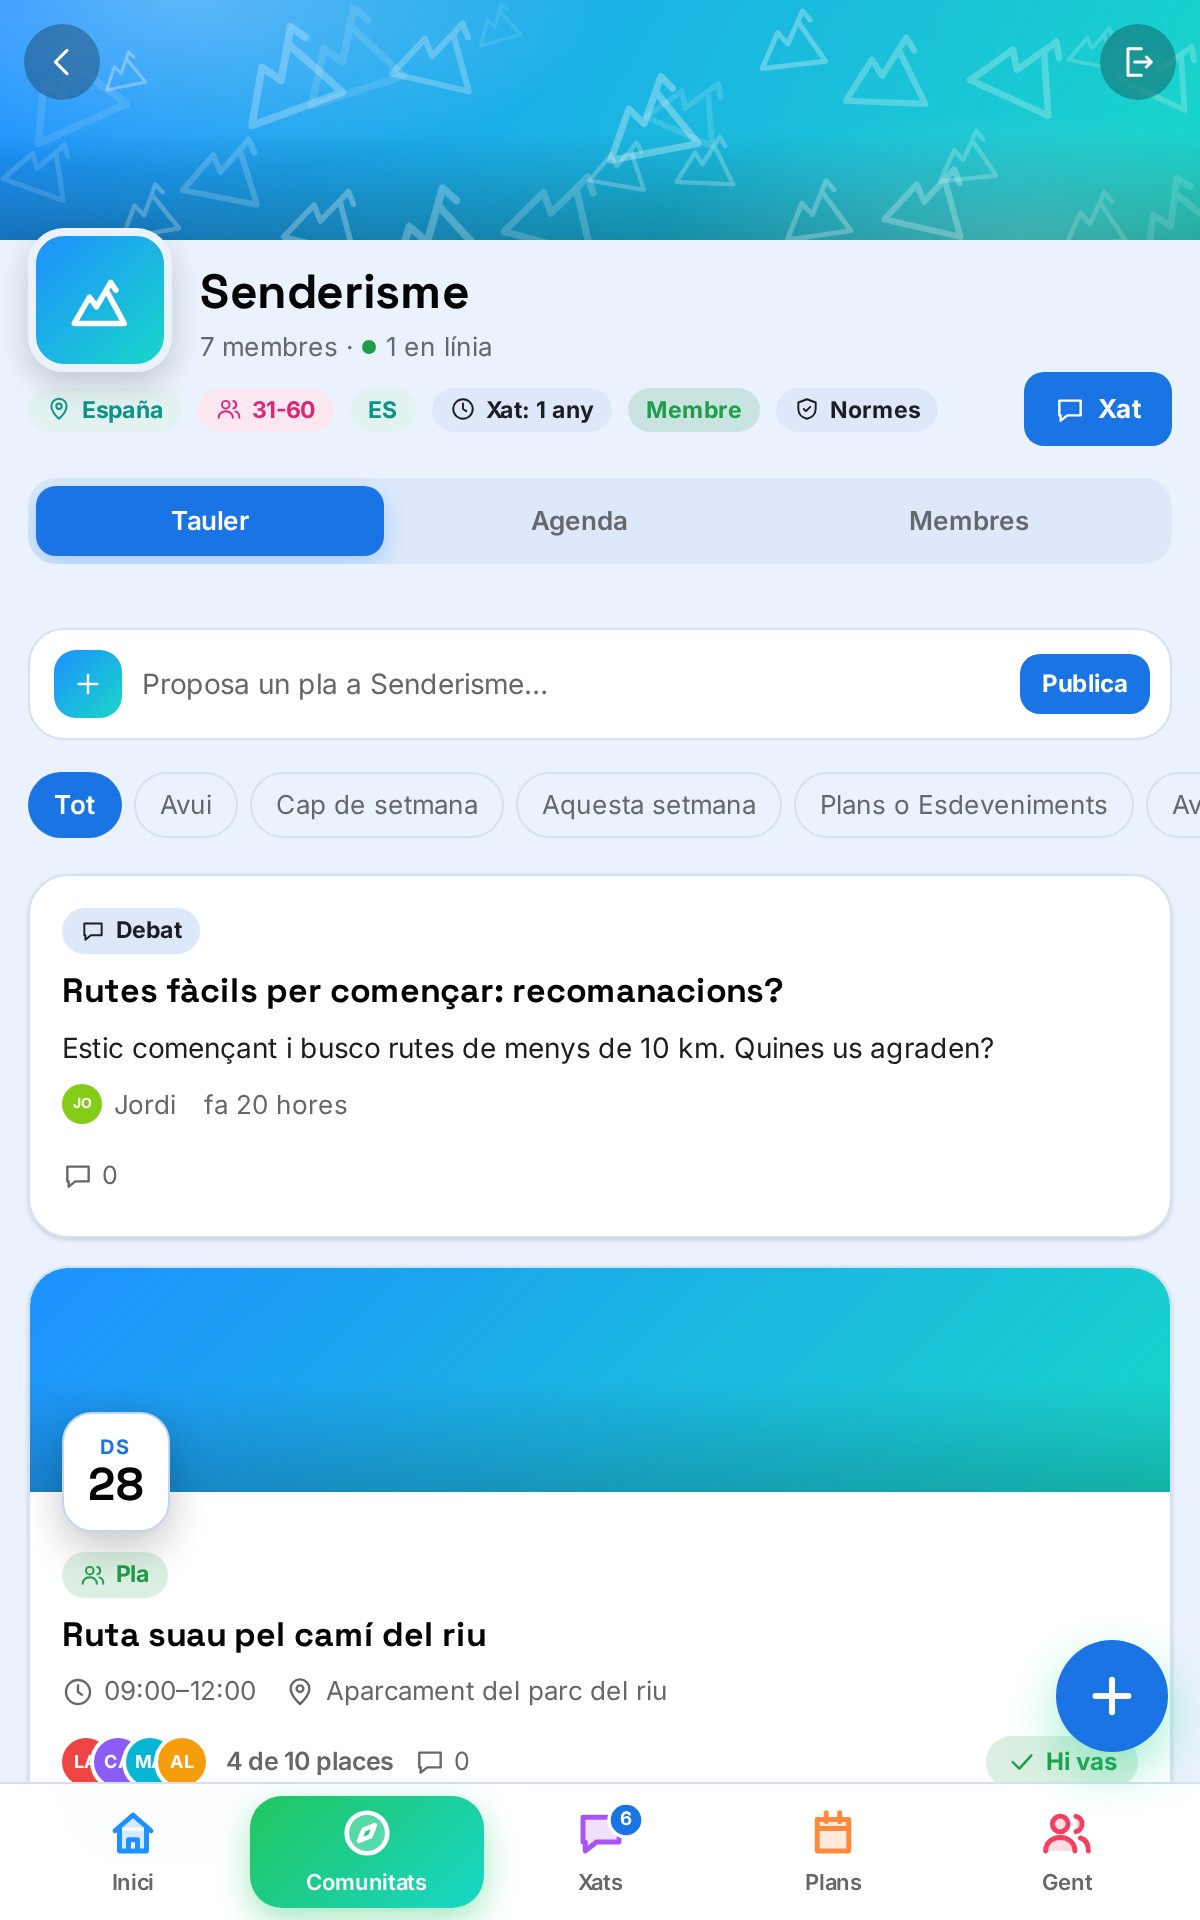 Senderisme
7 membres · 1 en línia
España
31-60
ES
Xat: 1 any
Membre
Normes
Xat
Tauler
Agenda
Membres
Proposa un pla a Senderisme...
Publica
Tot
Avui
Cap de setmana
Aquesta setmana
Plans o Esdeveniments
Debat
Rutes fàcils per començar: recomanacions?
Estic començant i busco rutes de menys de 10 km. Quines us agraden?
JO
Jordi fa 20 hores
0
DS
28
Pla
Ruta suau pel camí del riu
09:00–12:00 Aparcament del parc del riu
AL
4 de 10 places 0
Hi vas
6
Inici
Comunitats
Xats
Plans
Gent